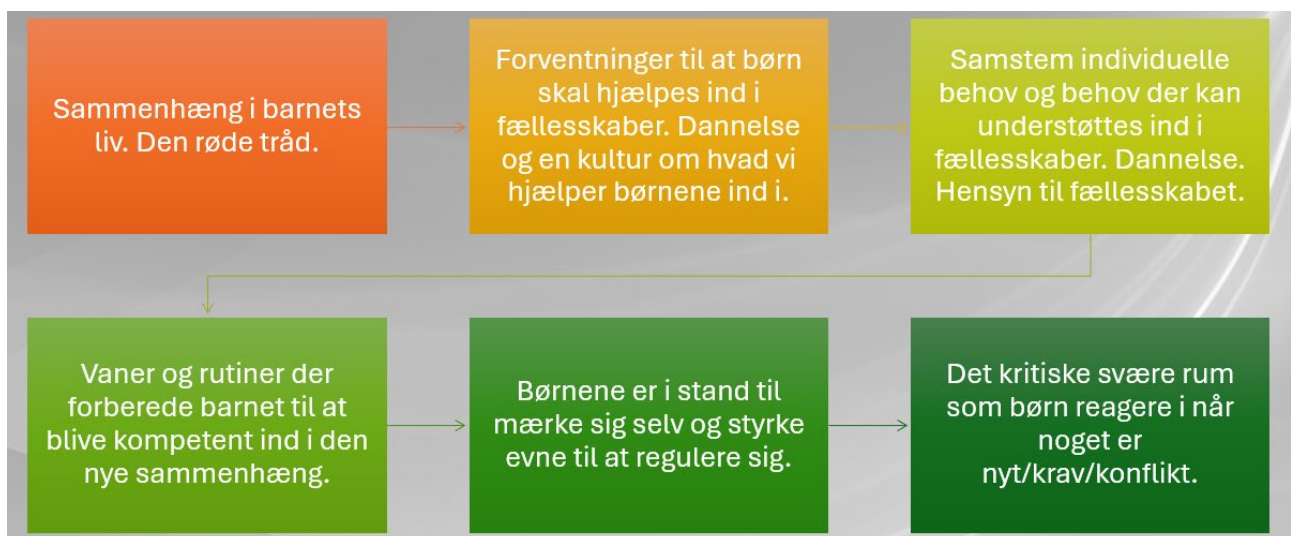 Sammenhæng i barnets
liv. Den røde tråd.
Forventninger til at børn
skal hjælpes ind i
fællesskaber. Dannelse
og en kultur om hvad vi
hjælper børnene ind i.
Samstem individuelle
behov og behov der kan
understøttes ind i
fællesskaber. Dannelse.
Hensyn til fællesskabet.
Vaner og rutiner der
forberede barnet til at
blive kompetent ind i den
nye sammenhæng.
Børnene er i stand til
mærke sig selv og styrke
evne til at regulere sig.
Det kritiske svære rum
som børn reagere i når
noget er
nyt/krav/konflikt.